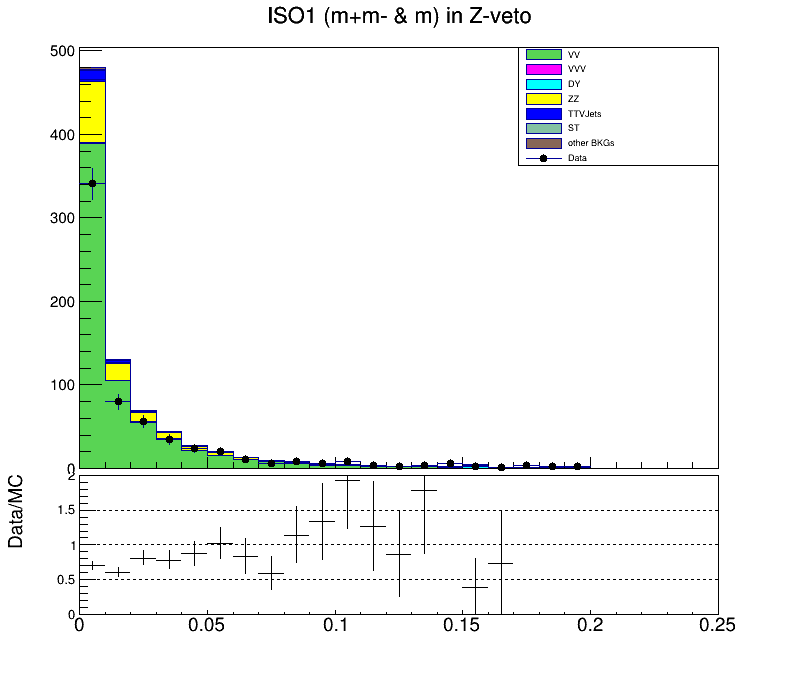 ISO1 (m+m- & m) in Z-veto
500
400
300
200
100
0
VV
VVV
DY
ZZ
TTVJets
ST
other BKGs
Data
Data/MC
2
1.5
1
0.5
0
0 0.05 0.1 0.15 0.2 0.25